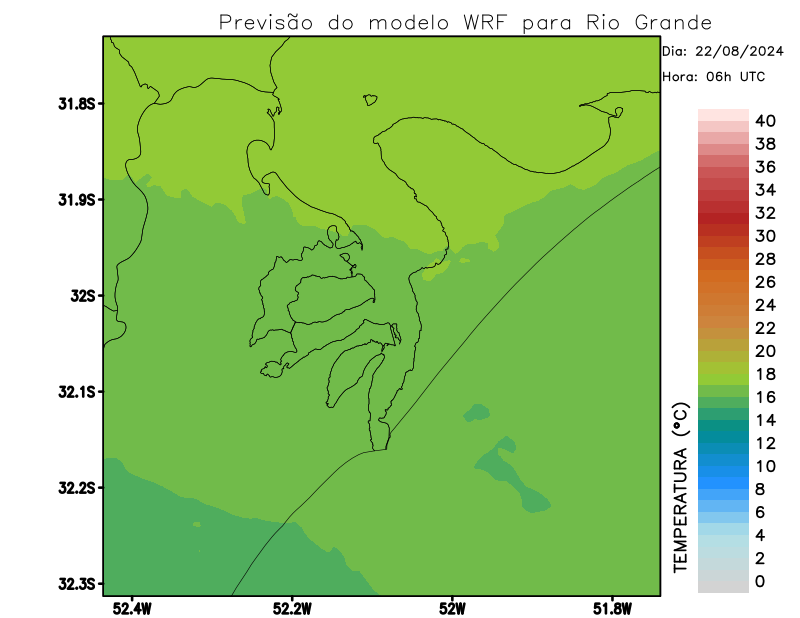 Previsão do modelo WRF para Rio Grande
Dia: 22/08/2024
Hora: 06h UTC
31.8S
31.9S
32S
32.1S
32.2S
32.3S
52.4W
52.2W
52W
51.8W
TEMPERATURA (°C)
40
38
36
34
32
30
28
26
24
22
20
18
16
14
12
10
8
6
4
2
0